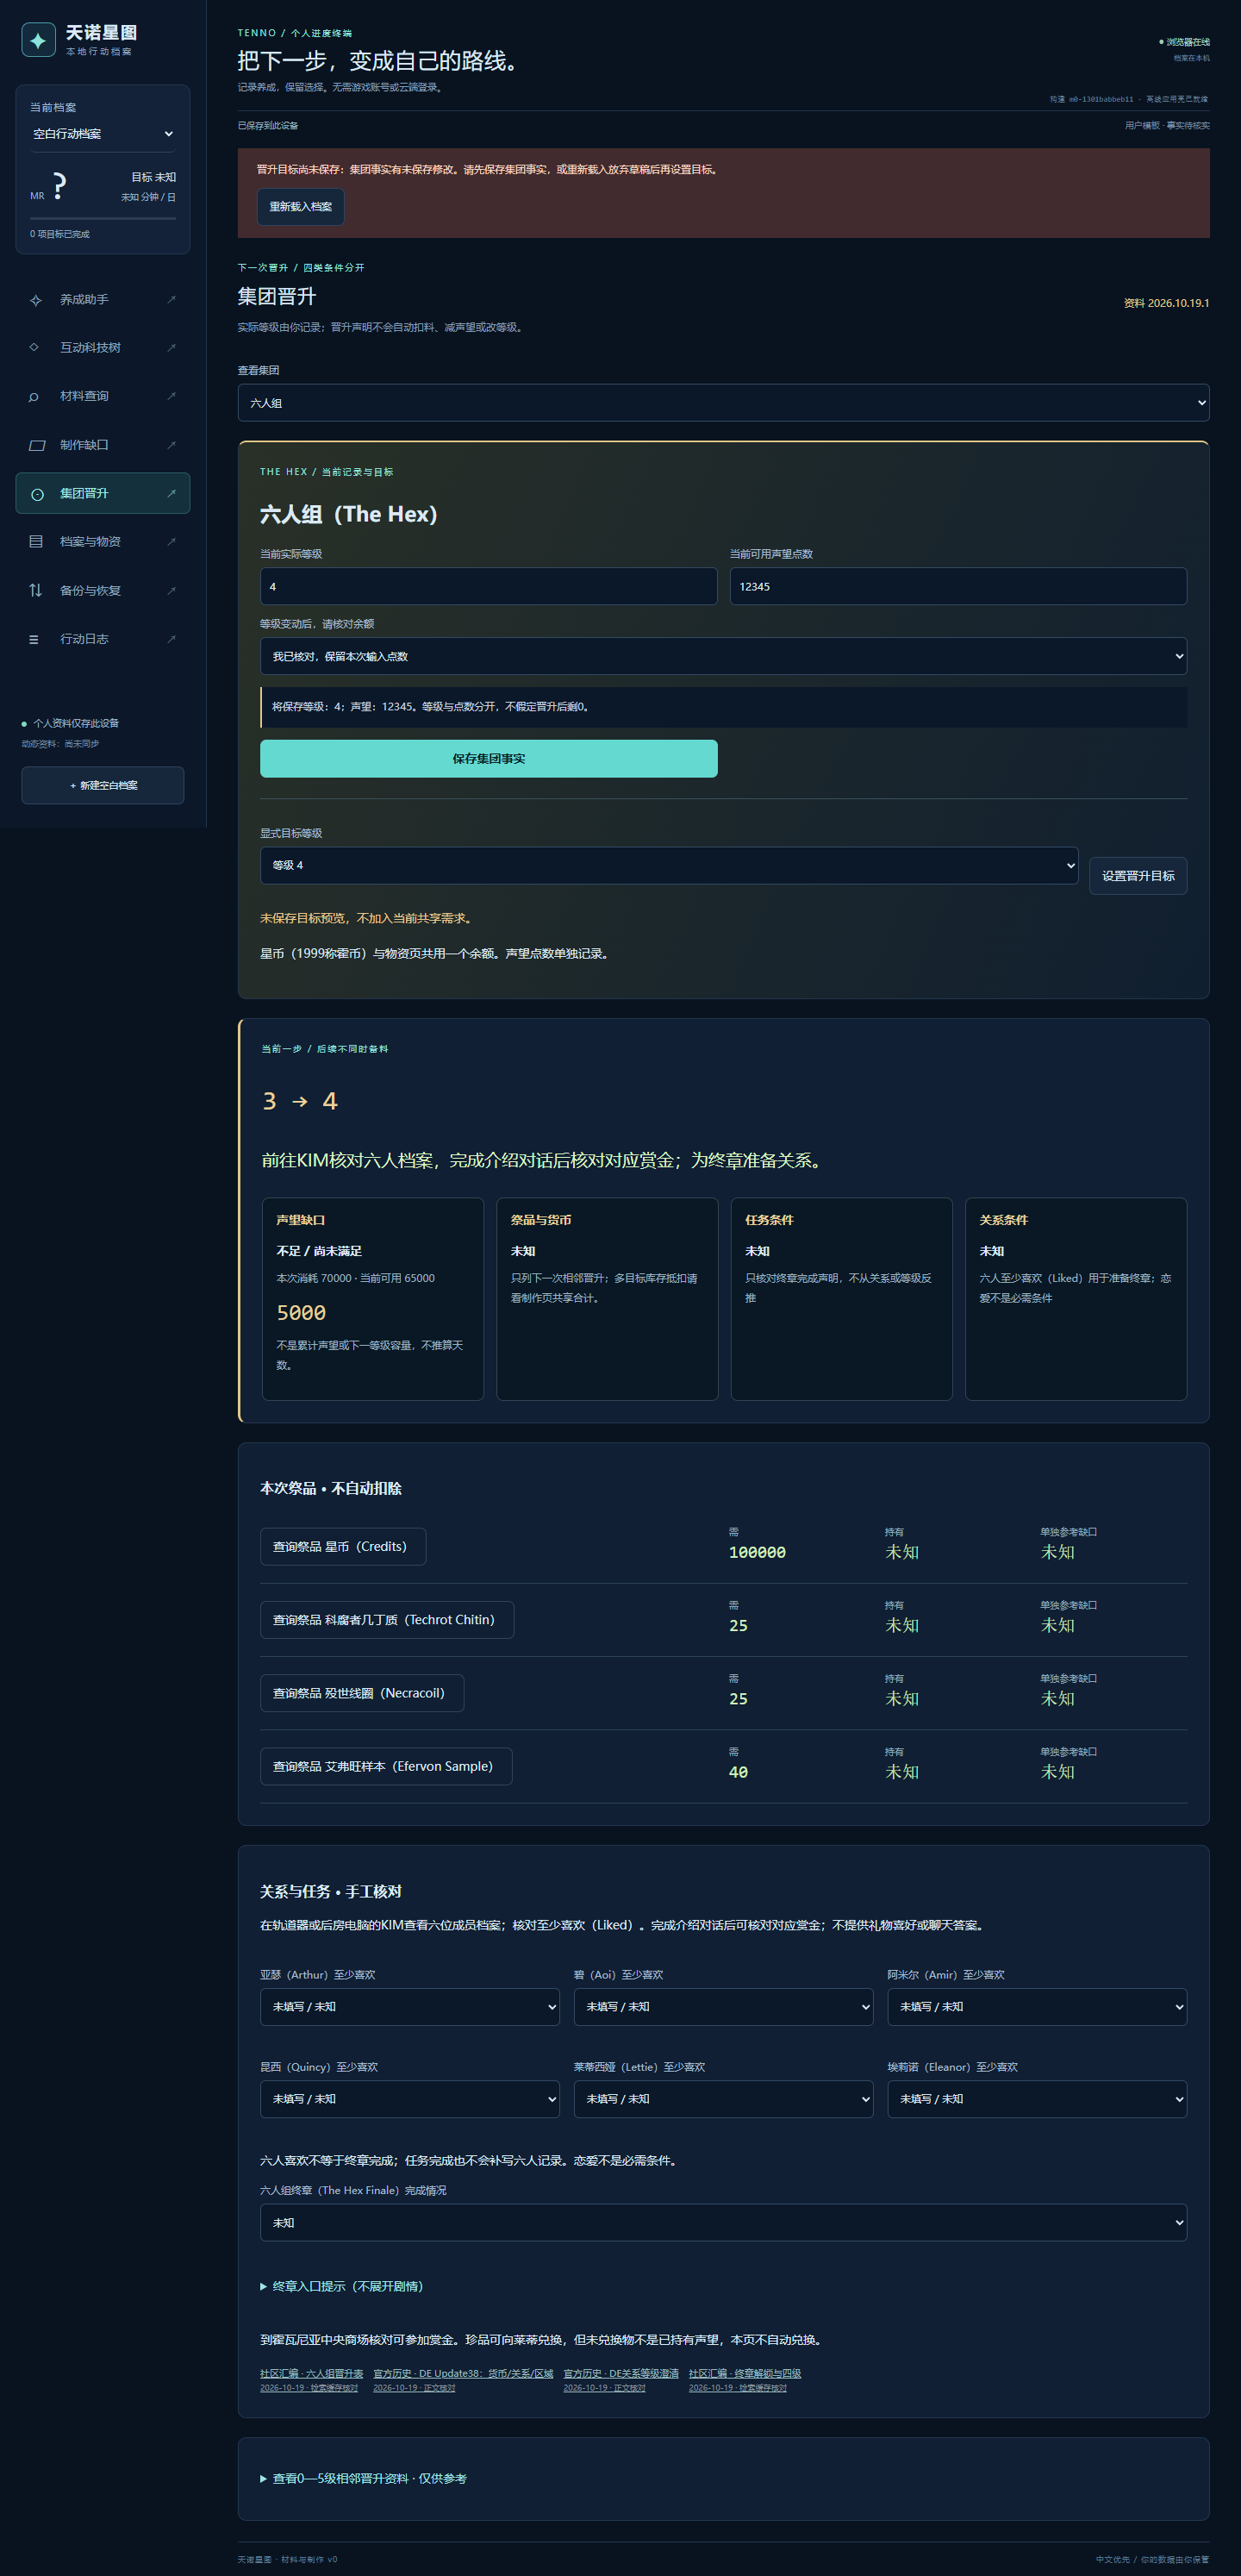 天诺星图
本地行动档案
当前档案
空白行动档案
MR ?
目标 未知
未知 分钟 / 日
0 项目标已完成
养成助手
互动科技树
材料查询
制作缺口
集团晋升
档案与物资
备份与恢复
行动日志
个人资料仅存此设备
动态资料：尚未同步
+ 新建空白档案
TENNO / 个人进度终端
把下一步，变成自己的路线。
记录养成，保留选择。无需游戏账号或云端登录。
浏览器在线
档案在本机
构建 m0-1301babbeb11 · 离线应用壳已就绪
已保存到此设备
用户模板 · 事实待核实
晋升目标尚未保存：集团事实有未保存修改。请先保存集团事实，或重新载入放弃草稿后再设置目标。
重新载入档案
下一次晋升 / 四类条件分开
集团晋升
资料 2026.10.19.1
实际等级由你记录；晋升声明不会自动扣料、减声望或改等级。
查看集团
六人组
THE HEX / 当前记录与目标
六人组（The Hex）
当前实际等级
当前可用声望点数
4
12345
等级变动后，请核对余额
我已核对，保留本次输入点数
将保存等级：4；声望：12345。等级与点数分开，不假定晋升后剩0。
保存集团事实
显式目标等级
等级 4
设置晋升目标
未保存目标预览，不加入当前共享需求。
星币（1999称霍币）与物资页共用一个余额。声望点数单独记录。
当前一步 / 后续不同时备料
3 → 4
前往KIM核对六人档案，完成介绍对话后核对对应赏金；为终章准备关系。
声望缺口
不足 / 尚未满足
本次消耗 70000 · 当前可用 65000
5000
不是累计声望或下一等级容量，不推算天数。
祭品与货币
未知
只列下一次相邻晋升；多目标库存抵扣请看制作页共享合计。
任务条件
未知
只核对终章完成声明，不从关系或等级反推
关系条件
未知
六人至少喜欢（Liked）用于准备终章；恋爱不是必需条件
本次祭品 • 不自动扣除
查询祭品 星币（Credits）
需
100000
持有
未知
单独参考缺口
未知
查询祭品 科腐者几丁质（Techrot Chitin）
需
25
持有
未知
单独参考缺口
未知
查询祭品 殁世线圈（Necracoil）
需
25
持有
未知
单独参考缺口
未知
查询祭品 艾弗旺样本（Efervon Sample）
需
40
持有
未知
单独参考缺口
未知
关系与任务 • 手工核对
在轨道器或后房电脑的KIM查看六位成员档案；核对至少喜欢（Liked）。完成介绍对话后可核对对应赏金；不提供礼物喜好或聊天答案。
亚瑟（Arthur）至少喜欢
碧（Aoi）至少喜欢
阿米尔（Amir）至少喜欢
未填写 / 未知
未填写 / 未知
未填写 / 未知
昆西（Quincy）至少喜欢
莱蒂西娅（Lettie）至少喜欢
埃莉诺（Eleanor）至少喜欢
未填写 / 未知
未填写 / 未知
未填写 / 未知
六人喜欢不等于终章完成；任务完成也不会补写六人记录。恋爱不是必需条件。
六人组终章（The Hex Finale）完成情况
未知
终章入口提示（不展开剧情）
到霍瓦尼亚中央商场核对可参加赏金。珍品可向莱蒂兑换，但未兑换物不是已持有声望，本页不自动兑换。
社区汇编 · 六人组晋升表
2026-10-19 · 检索缓存核对
官方历史 · DE Update38：货币/关系/区域
2026-10-19 · 正文核对
官方历史 · DE关系等级澄清
2026-10-19 · 正文核对
社区汇编 · 终章解锁与四级
2026-10-19 · 检索缓存核对
查看0—5级相邻晋升资料 · 仅供参考
天诺星图 · 材料与制作 v0
中文优先 / 你的数据由你保管